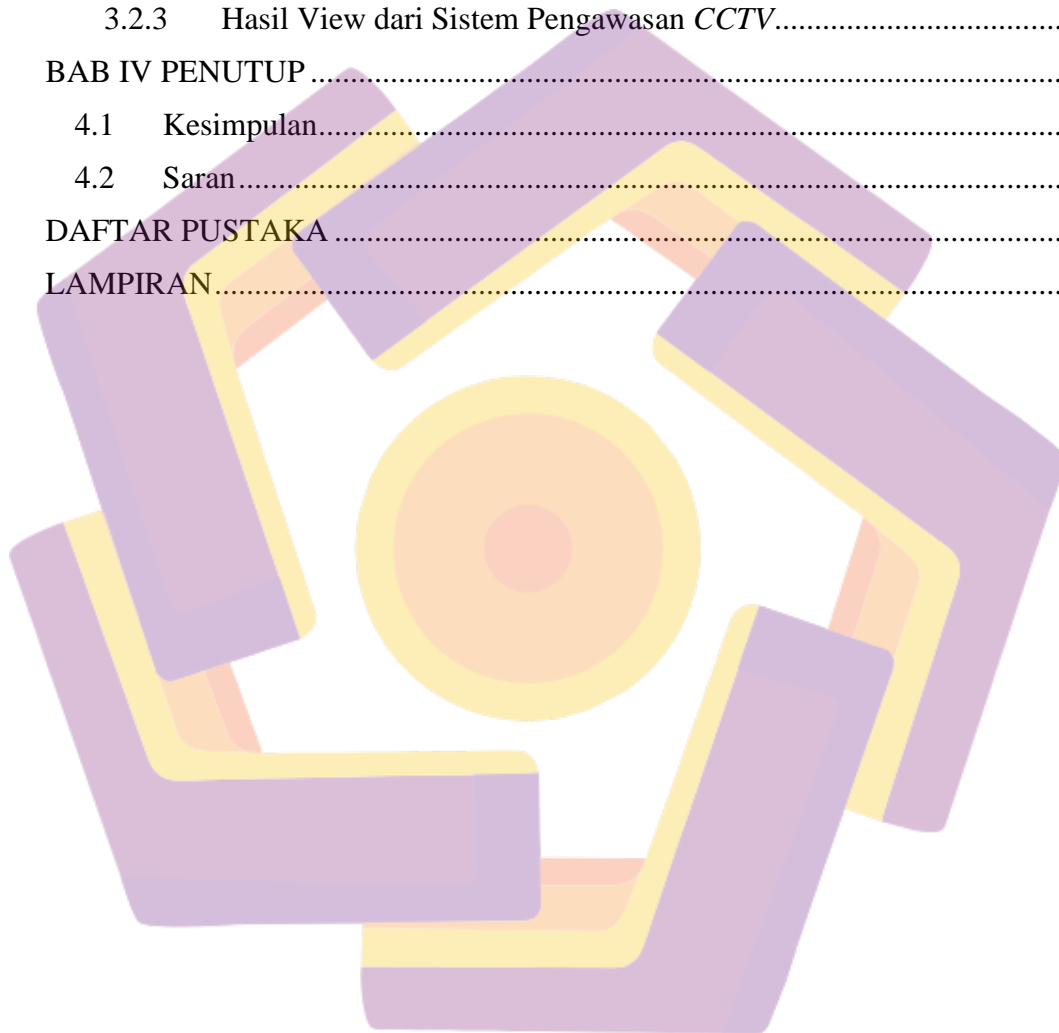 3.2.3 Hasil View dari Sistem Pengawasan CCTV..........................................
BAB IV PENUTUP..........................................................................................................
4.1 Kesimpulan..........................................................................................................
4.2 Saran....................................................................................................................
DAFTAR PUSTAKA......................................................................................................
LAMPIRAN....................................................................................................................